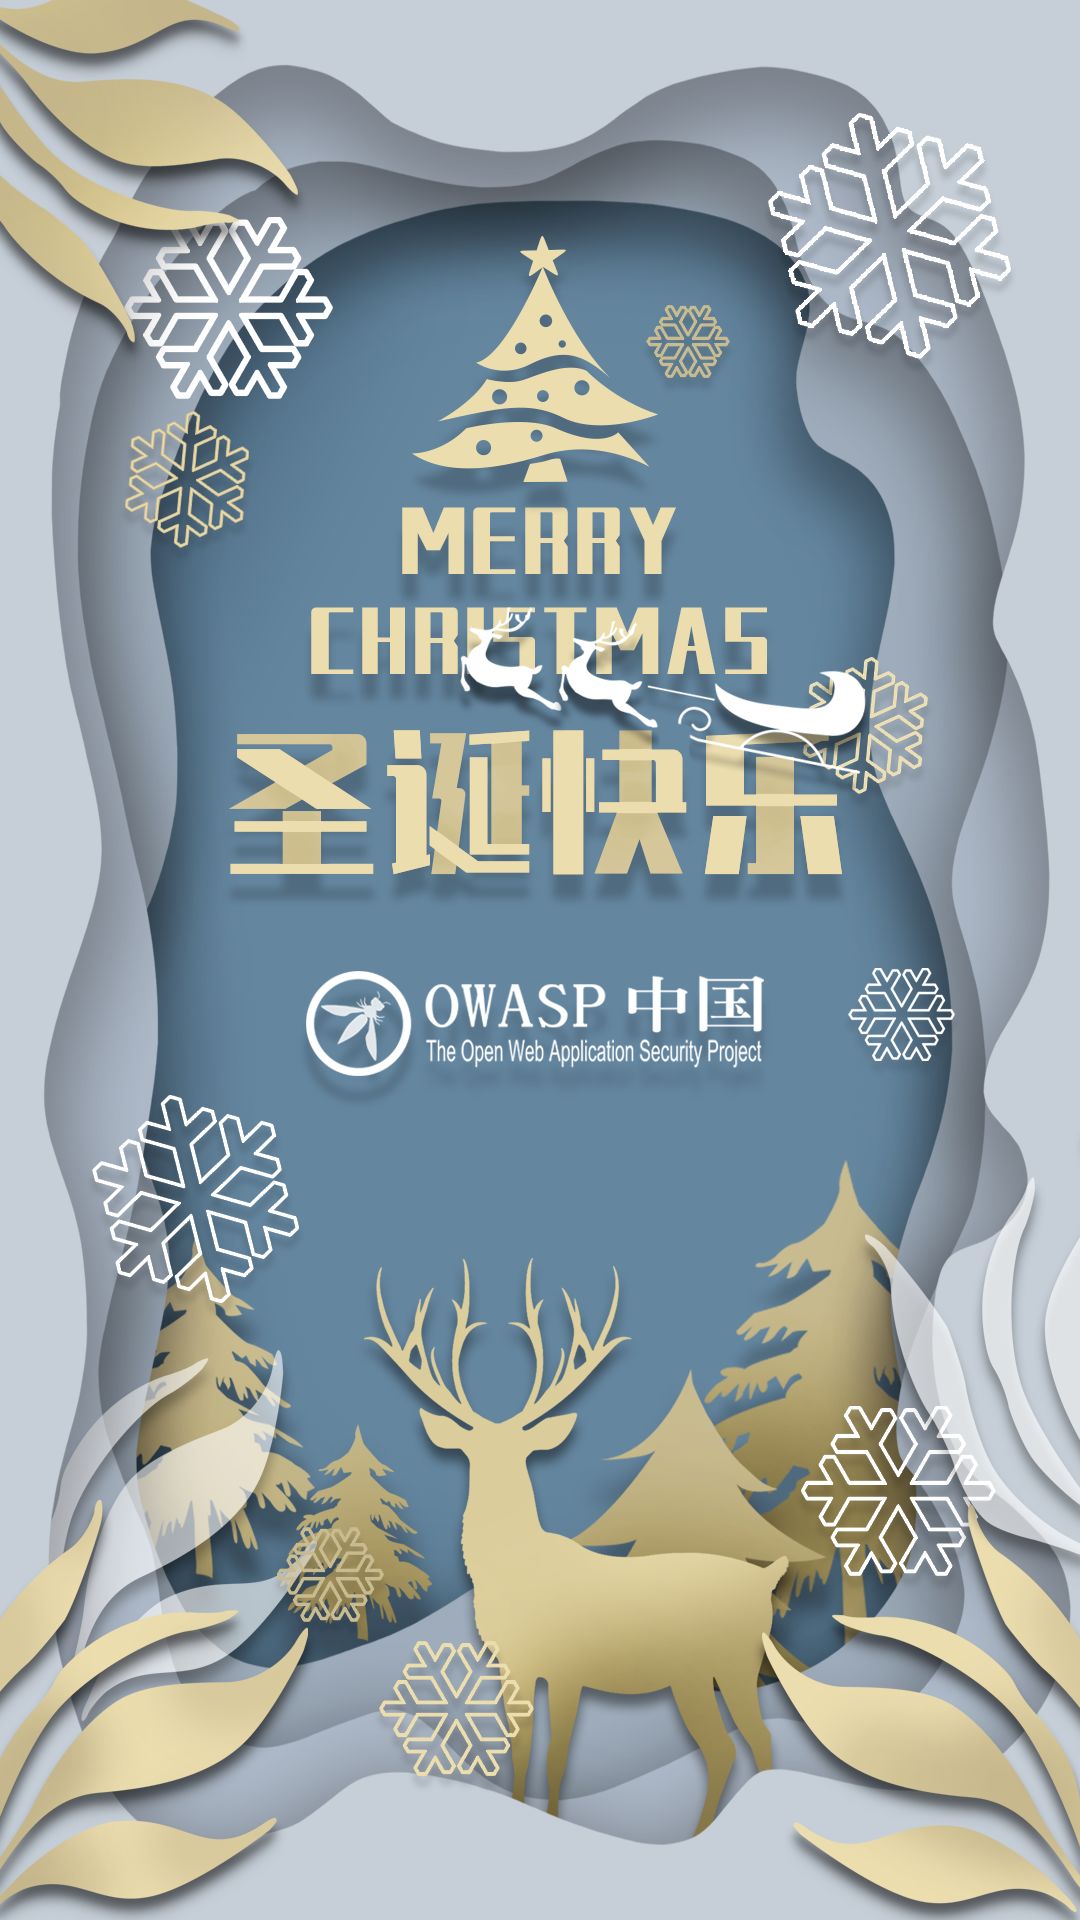 MERRY
CHRISTMAS
圣诞快乐
OWASP 中国
The Open Web Application Security Project